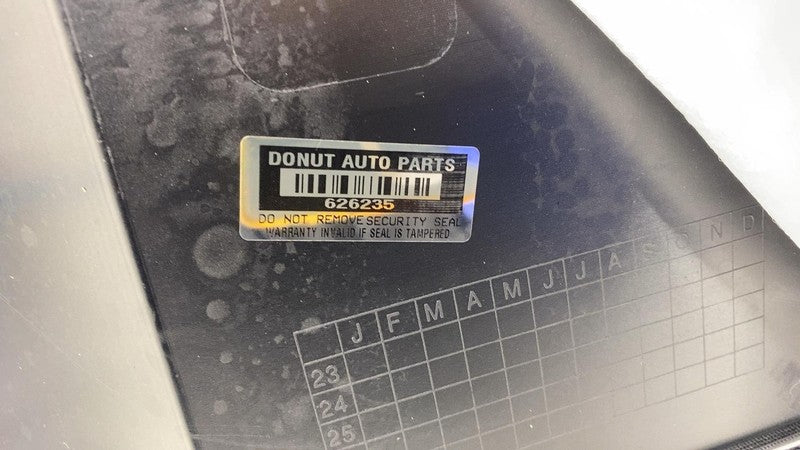 DONUT AUTO PARTS
626235
DO NOT REMOVE SECURITY SEAL
WARRANTY INVALID IF SEAL IS TAMPERED
J F M A M J J A S O N D
23
24
25